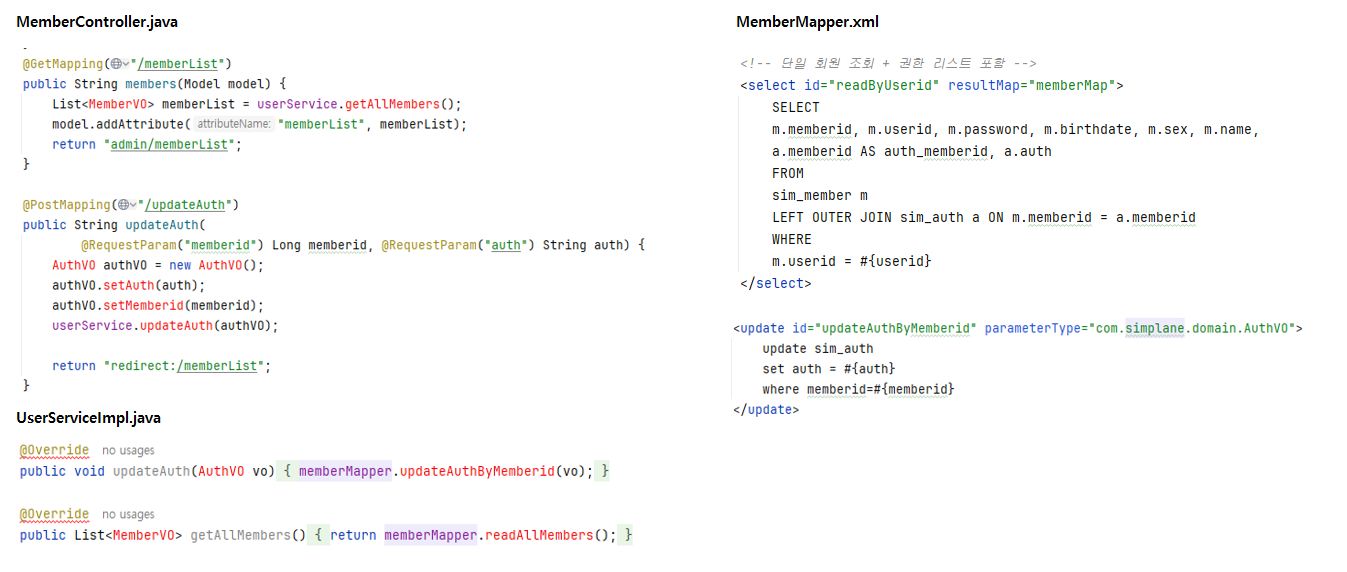 MemberController.java
@GetMapping("/memberList")
public String members(Model model) {
    List<MemberVO> memberList = userService.getAllMembers();
    model.addAttribute( attributeName: "memberList", memberList);
    return "admin/memberList";
}
@PostMapping("/updateAuth")
public String updateAuth(
        @RequestParam("memberid") Long memberid, @RequestParam("auth") String auth) {
    AuthVO authVO = new AuthVO();
    authVO.setAuth(auth);
    authVO.setMemberid(memberid);
    userService.updateAuth(authVO);
    return "redirect:/memberList";
}
UserServiceImpl.java
@Override no usages
public void updateAuth(AuthVO vo) { memberMapper.updateAuthByMemberid(vo); }
@Override no usages
public List<MemberVO> getAllMembers() { return memberMapper.readAllMembers(); }
MemberMapper.xml
<!-- 단일 회원 조회 + 권한 리스트 포함 -->
<select id="readByUserid" resultMap="memberMap">
    SELECT
    m.memberid, m.userid, m.password, m.birthdate, m.sex, m.name,
    a.memberid AS auth_memberid, a.auth
    FROM
    sim_member m
    LEFT OUTER JOIN sim_auth a ON m.memberid = a.memberid
    WHERE
    m.userid = #{userid}
</select>
<update id="updateAuthByMemberid" parameterType="com.simplane.domain.AuthVO">
    update sim_auth
    set auth = #{auth}
    where memberid=#{memberid}
</update>